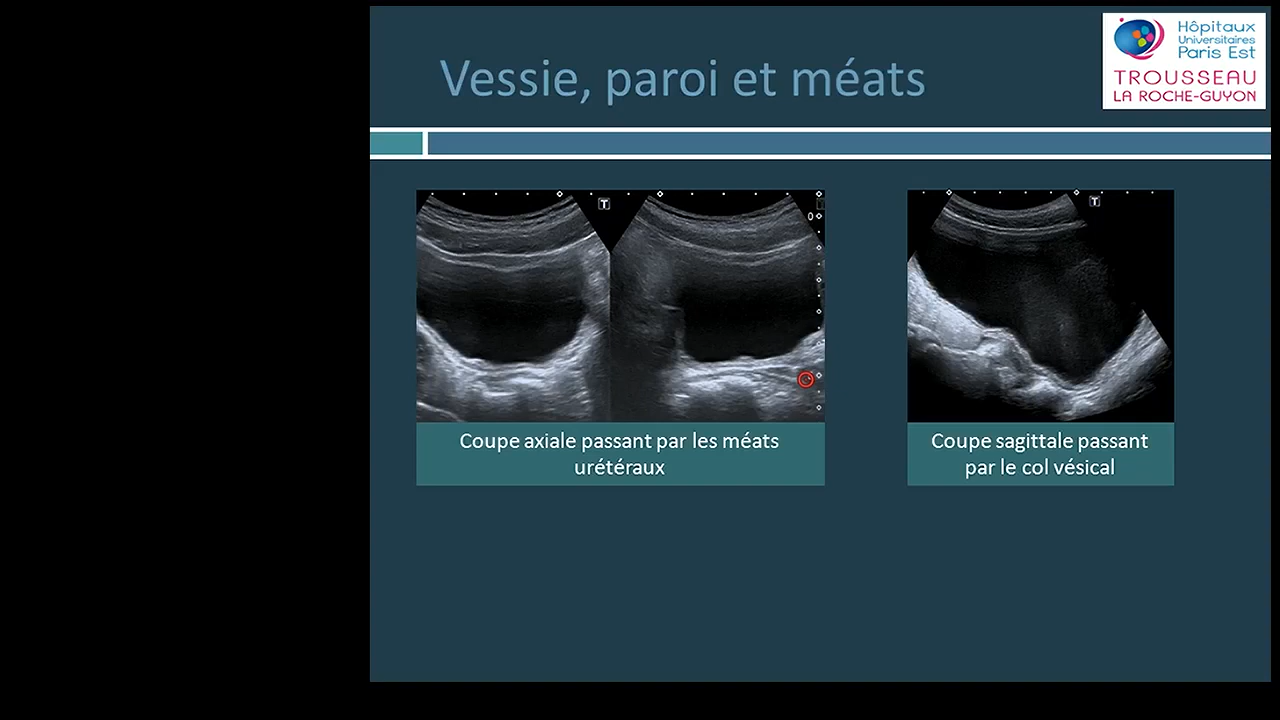 Vessie, paroi et méats
Hôpitaux
Universitaires
Paris Est
TROUSSEAU
LA ROCHE-GUYON
T
0
T
Coupe axiale passant par les méats
urétéraux
Coupe sagittale passant
par le col vésical